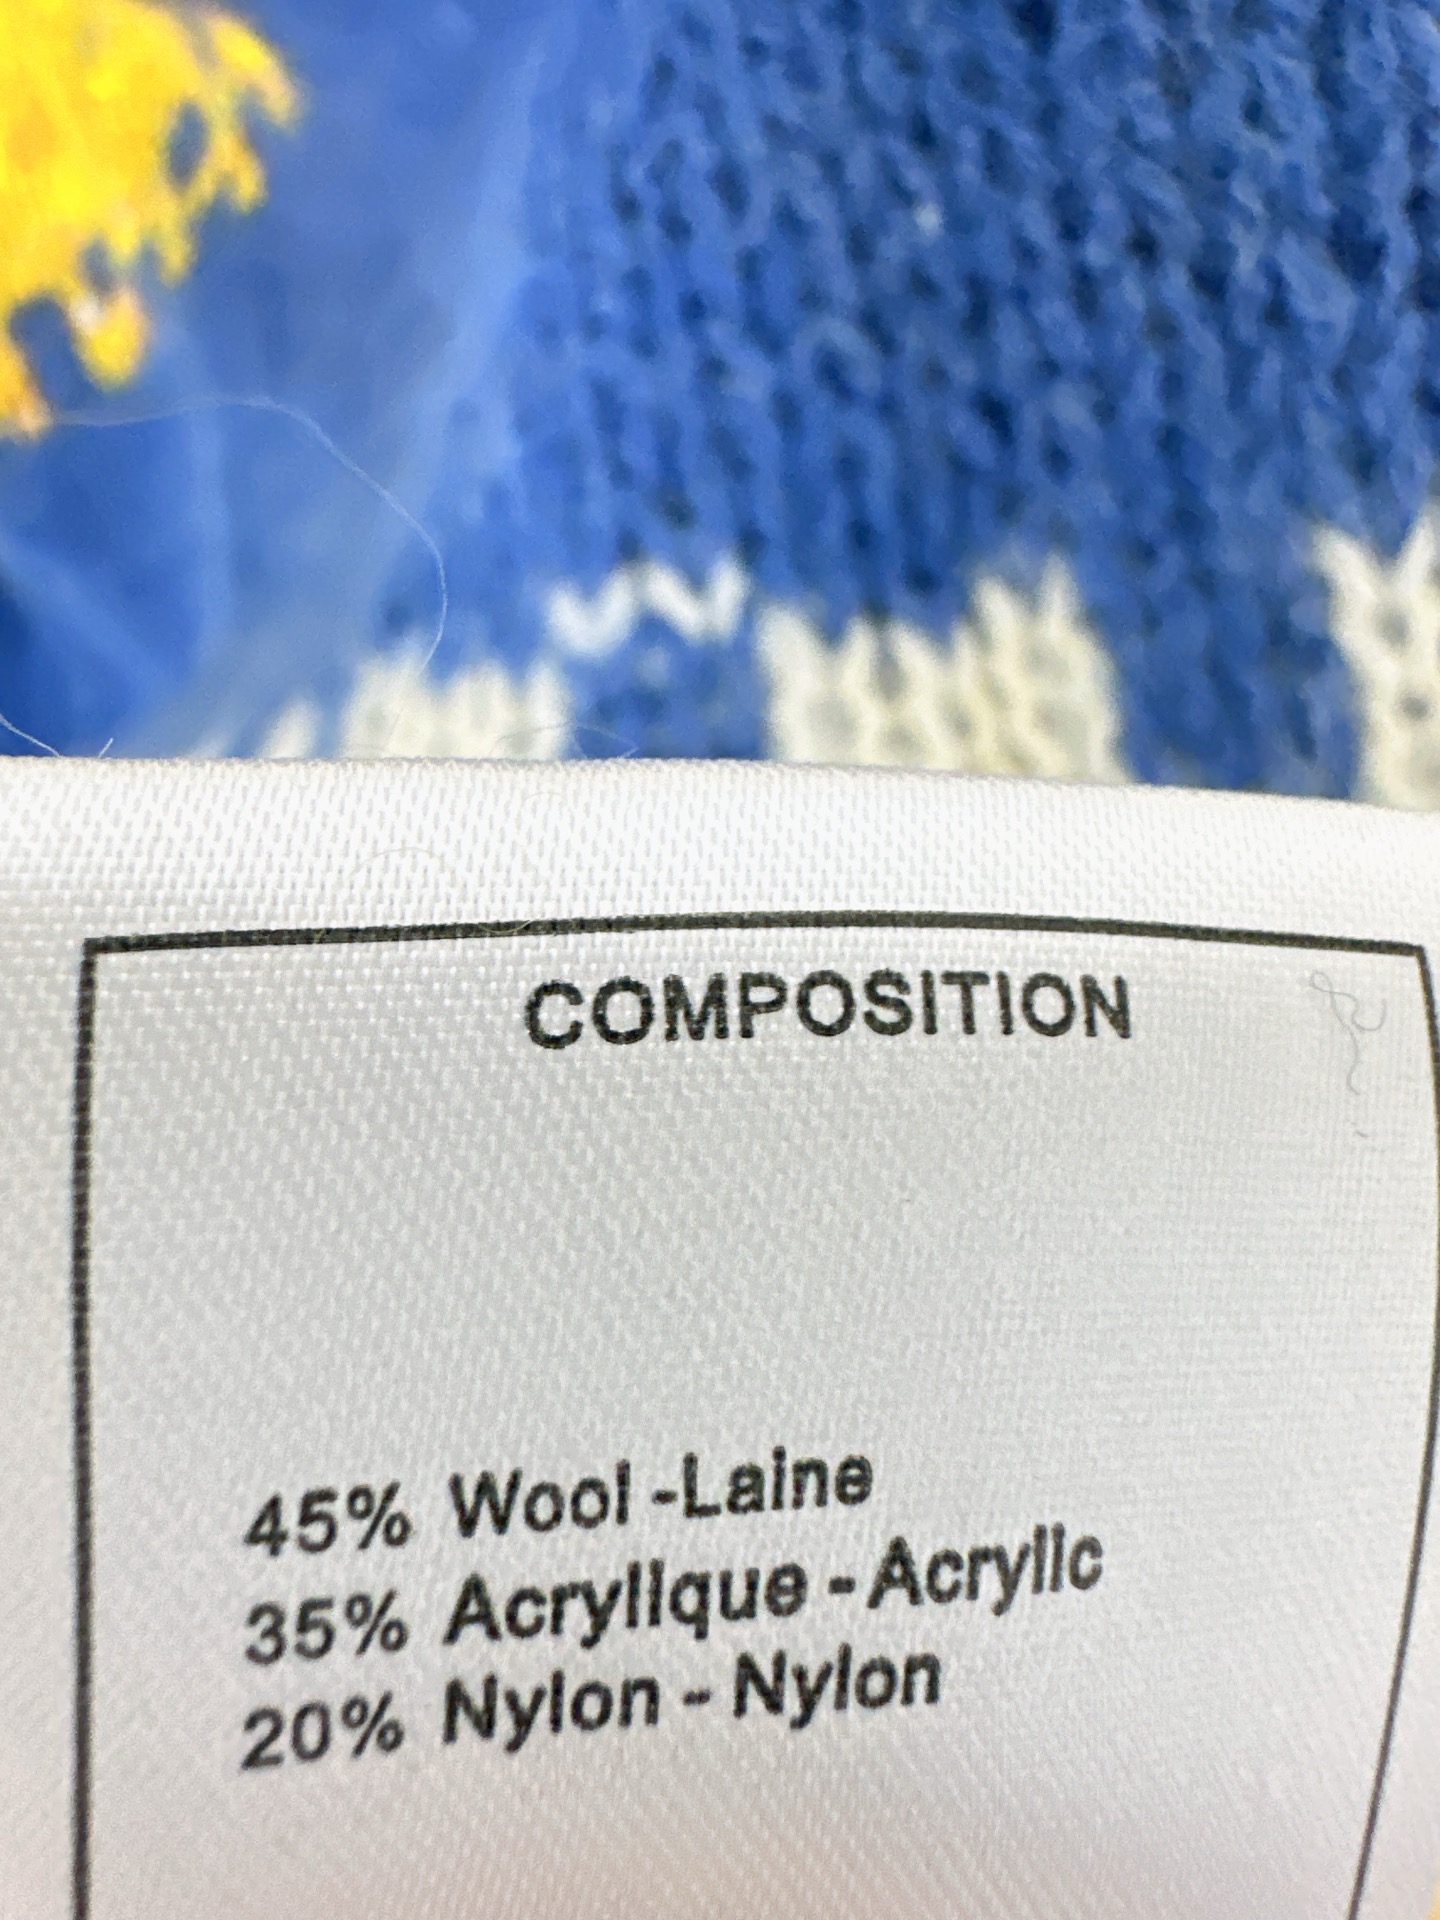 COMPOSITION
45% Wool -Laine
35% Acrylique - Acrylic
20% Nylon - Nylon